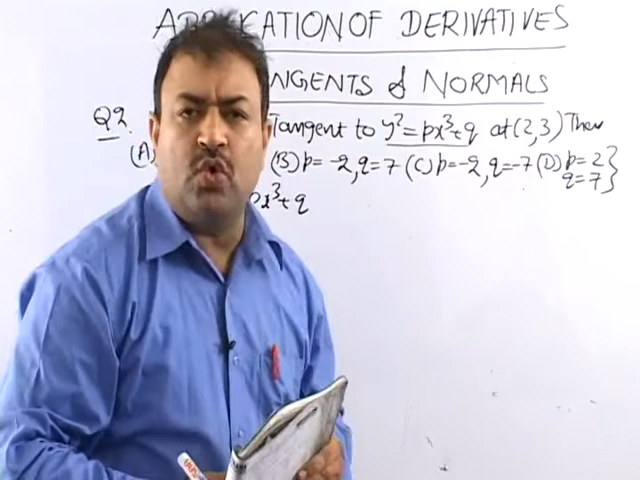 APPLICATION OF DERIVATIVES
TANGENTS & NORMALS
Q2. Tangent to y²=px³+q at (2,3) Then
(A) (B) p= -2, q=7 (C) p=-2, q=-7 (D) p=2
q=7}
px³+q